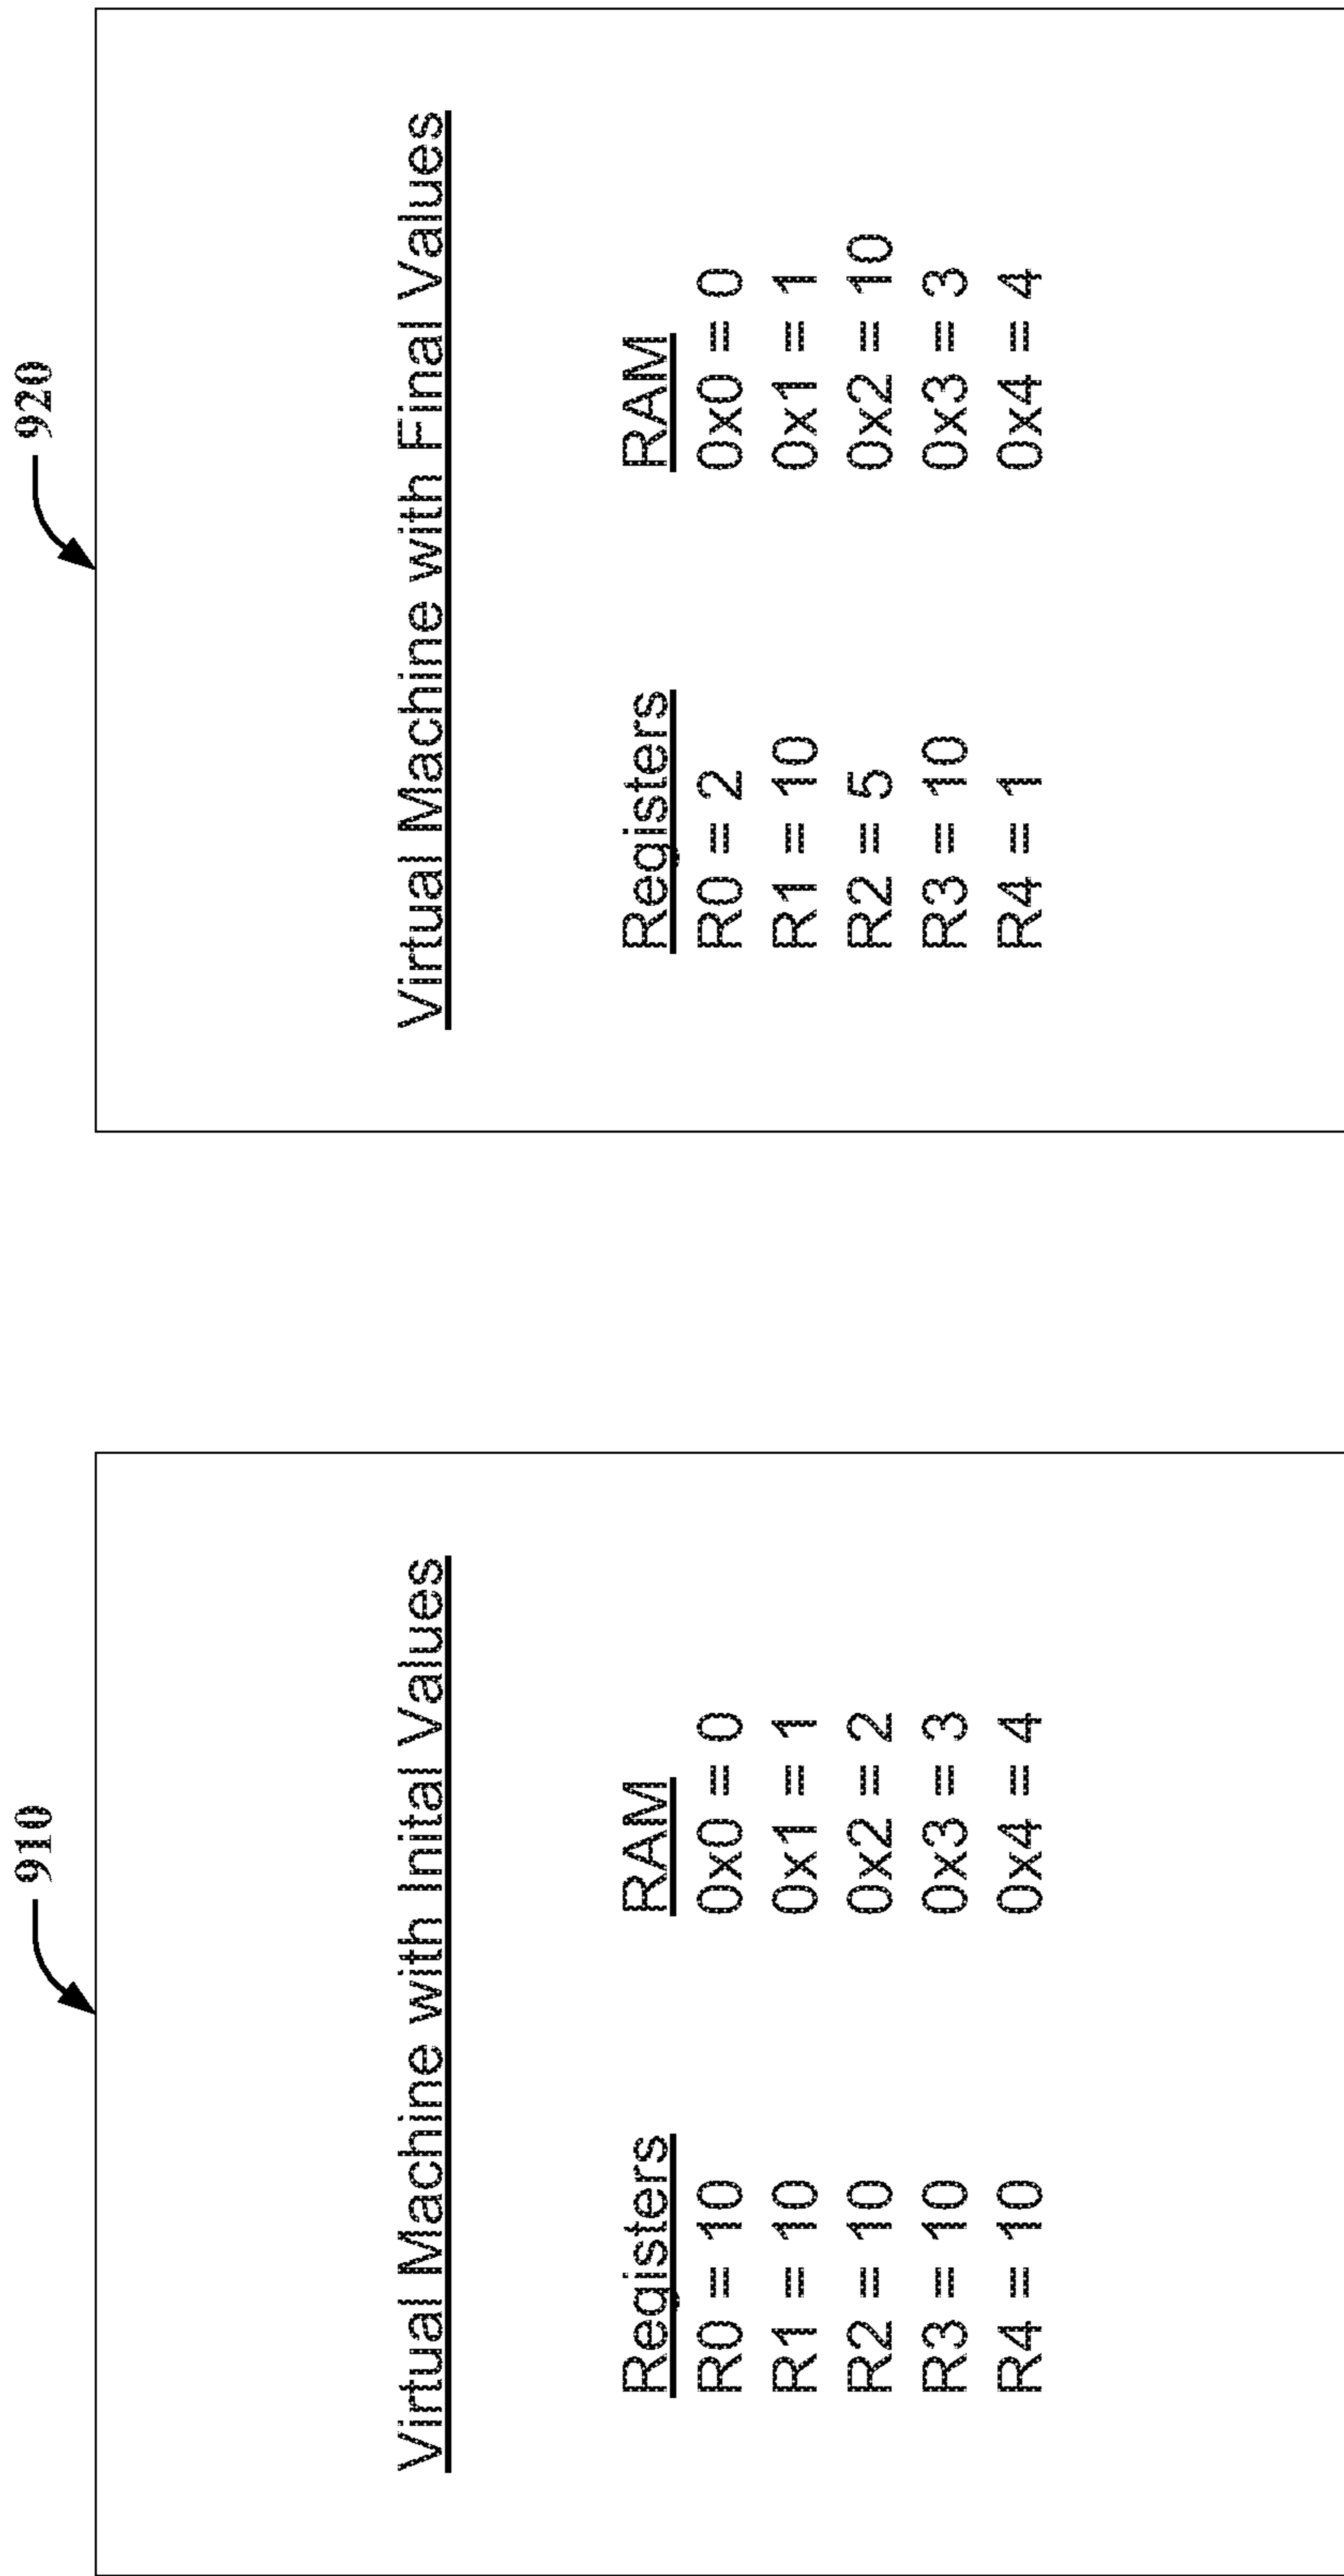 910
Virtual Machine with Inital Values
Registers
R0 = 10
R1 = 10
R2 = 10
R3 = 10
R4 = 10
RAM
0x0 = 0
0x1 = 1
0x2 = 2
0x3 = 3
0x4 = 4
920
Virtual Machine with Final Values
Registers
R0 = 2
R1 = 10
R2 = 5
R3 = 10
R4 = 1
RAM
0x0 = 0
0x1 = 1
0x2 = 10
0x3 = 3
0x4 = 4